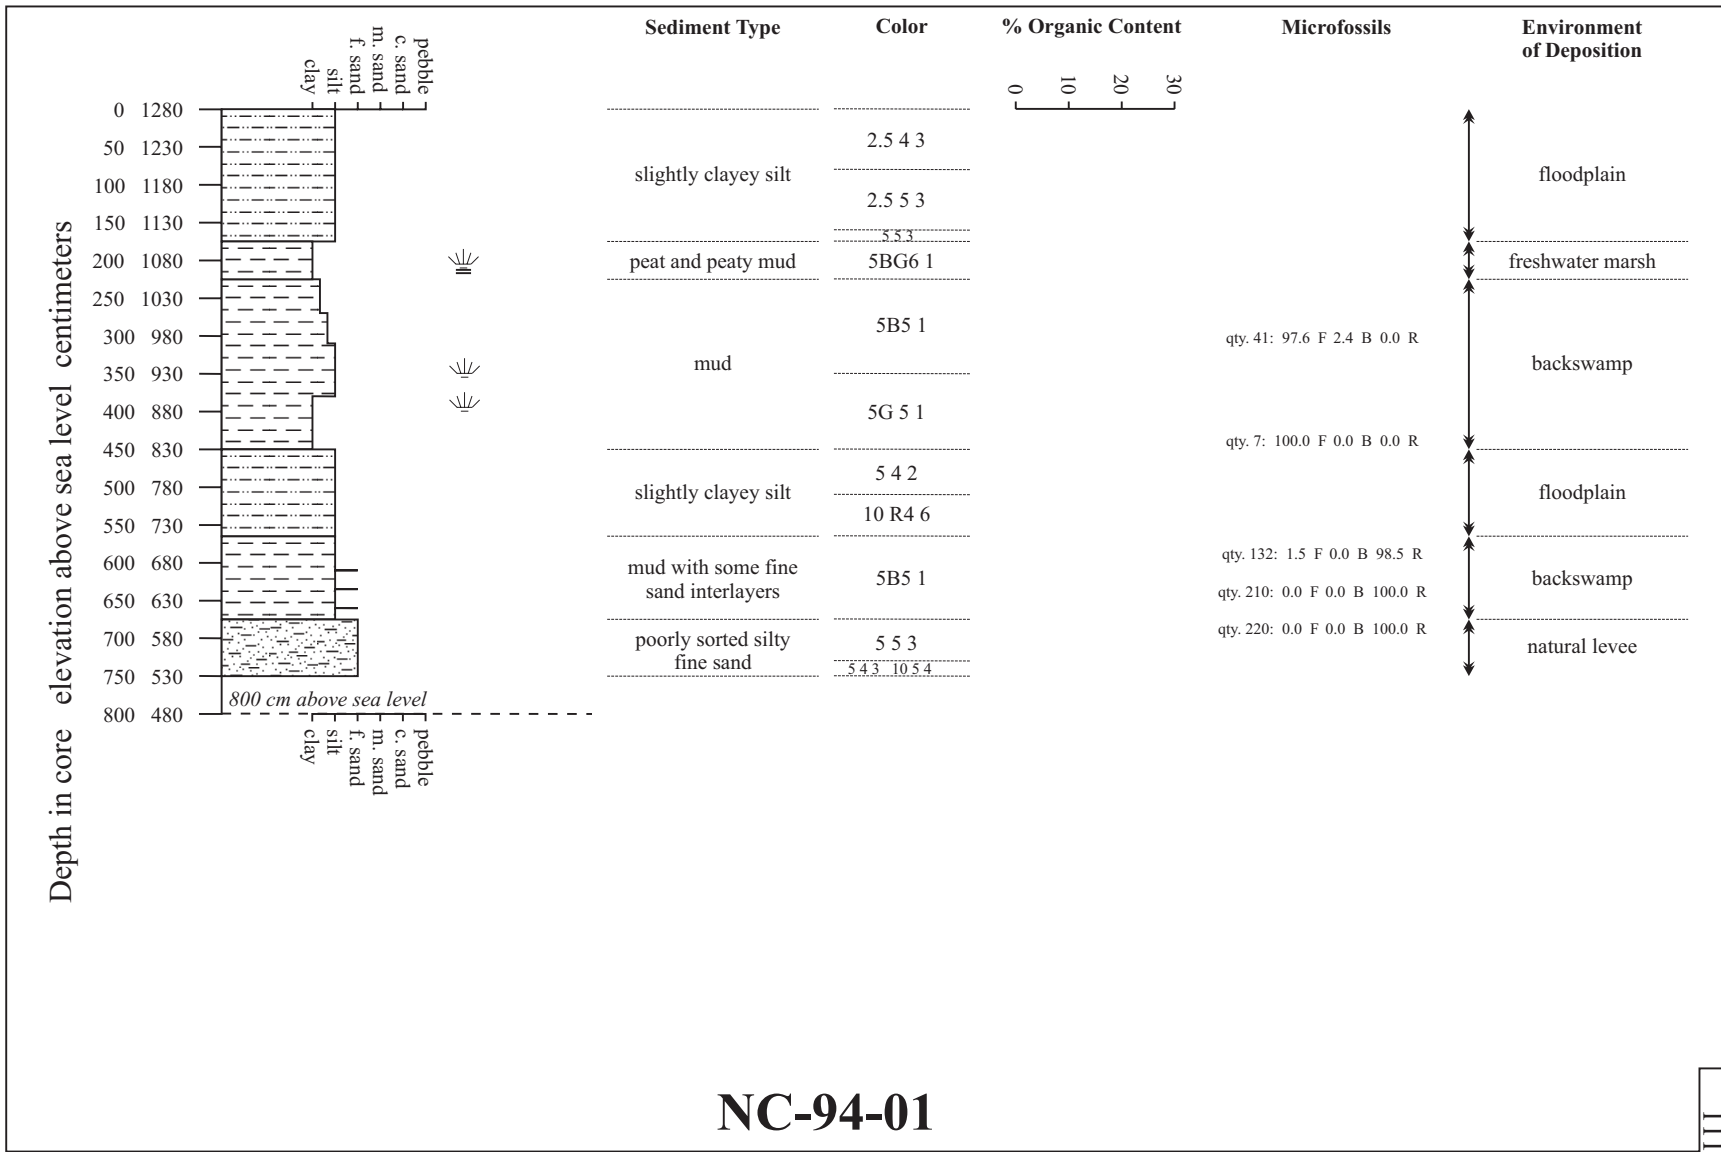 Sediment Type
Color
% Organic Content
Microfossils
Environment
of Deposition
clay
silt
f. sand
m. sand
c. sand
pebble
0 10 20 30
Depth in core elevation above sea level centimeters
0 1280
50 1230
100 1180
150 1130
200 1080
250 1030
300 980
350 930
400 880
450 830
500 780
550 730
600 680
650 630
700 580
750 530
800 480
slightly clayey silt
2.5 4 3
2.5 5 3
5 5 3
floodplain
peat and peaty mud
5BG6 1
freshwater marsh
mud
5B5 1
5G 5 1
qty. 41: 97.6 F 2.4 B 0.0 R
qty. 7: 100.0 F 0.0 B 0.0 R
backswamp
slightly clayey silt
5 4 2
10 R4 6
floodplain
mud with some fine
sand interlayers
5B5 1
qty. 132: 1.5 F 0.0 B 98.5 R
qty. 210: 0.0 F 0.0 B 100.0 R
backswamp
poorly sorted silty
fine sand
5 5 3
5 4 3 10 5 4
qty. 220: 0.0 F 0.0 B 100.0 R
natural levee
800 cm above sea level
clay
silt
f. sand
m. sand
c. sand
pebble
NC-94-01
III